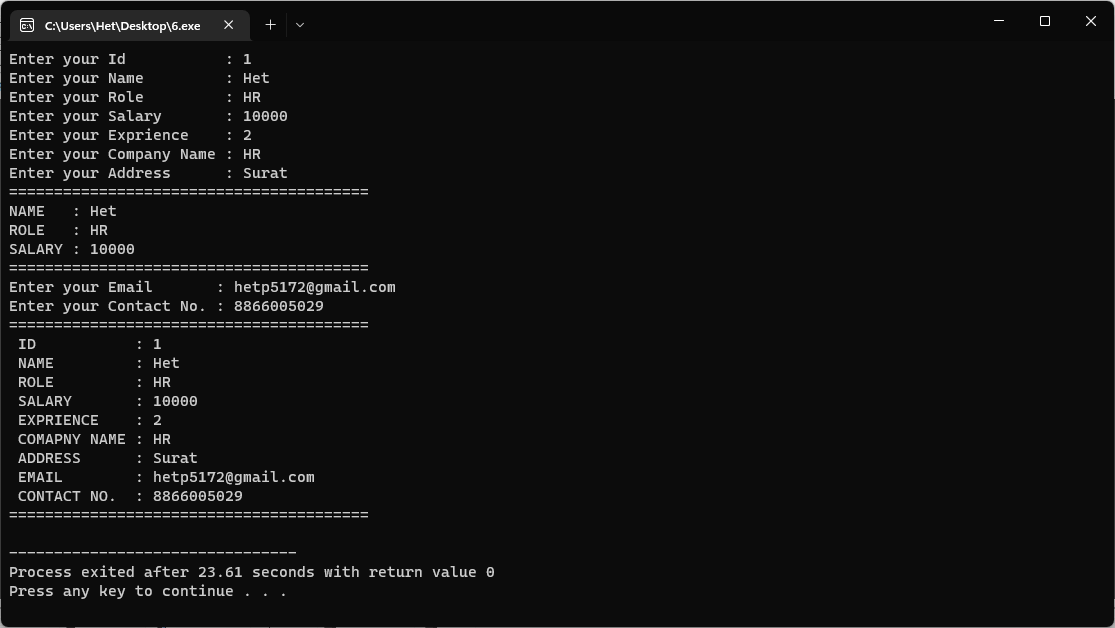 C:\Users\Het\Desktop\6.exe
Enter your Id           : 1
Enter your Name         : Het
Enter your Role         : HR
Enter your Salary       : 10000
Enter your Exprience    : 2
Enter your Company Name : HR
Enter your Address      : Surat
========================================
NAME   : Het
ROLE   : HR
SALARY : 10000
========================================
Enter your Email       : hetp5172@gmail.com
Enter your Contact No. : 8866005029
========================================
 ID           : 1
 NAME         : Het
 ROLE         : HR
 SALARY       : 10000
 EXPRIENCE    : 2
 COMAPNY NAME : HR
 ADDRESS      : Surat
 EMAIL        : hetp5172@gmail.com
 CONTACT NO.  : 8866005029
========================================
--------------------------------
Process exited after 23.61 seconds with return value 0
Press any key to continue . . .